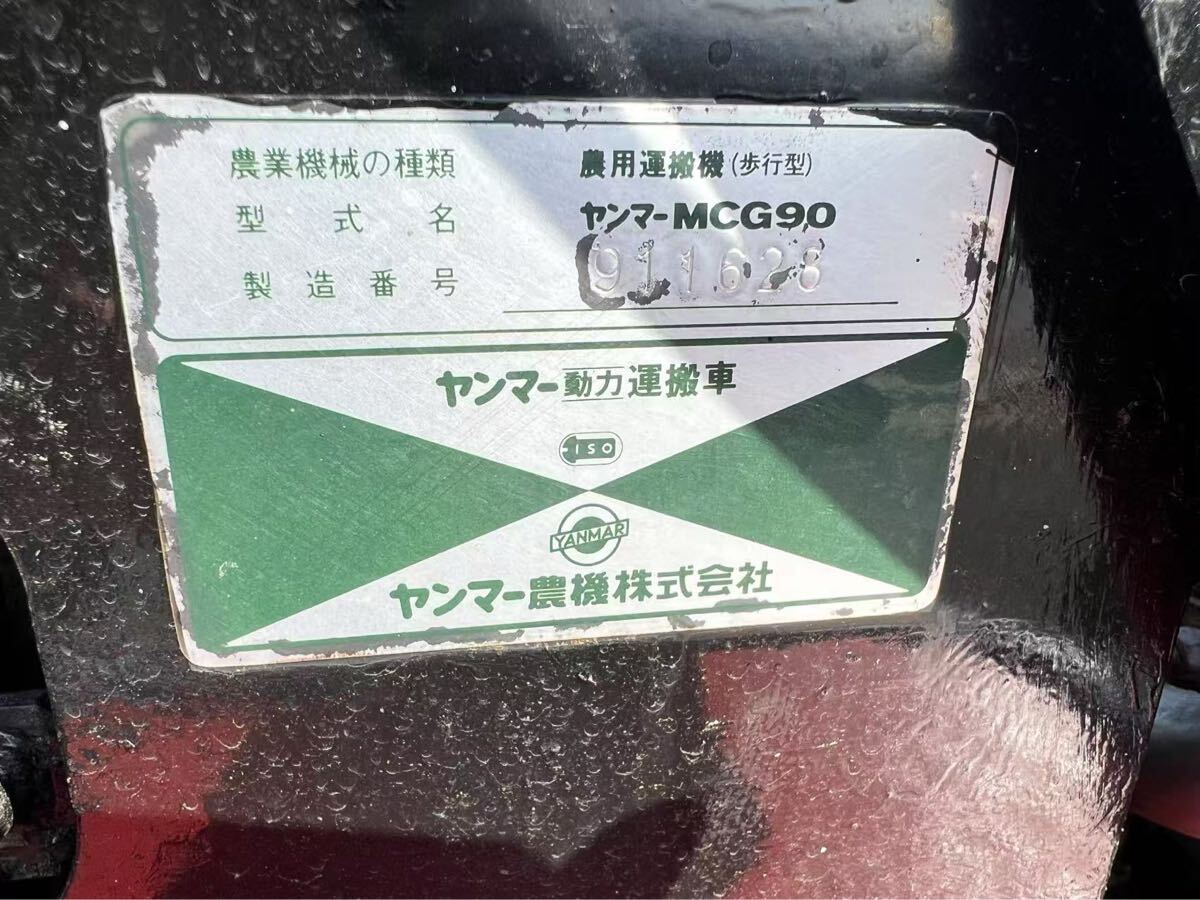 農業機械の種類 農用運搬機(歩行型)
型式名 ヤンマーMCG90
製造番号 911628
ヤンマー動力運搬車
ISO
YANMAR
ヤンマー農機株式会社